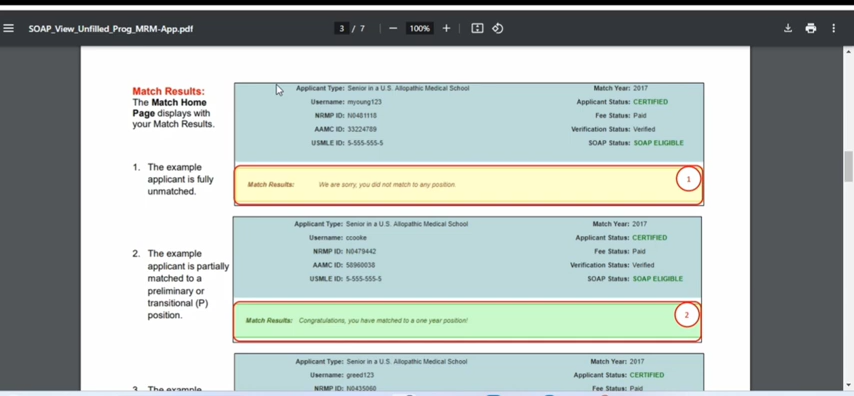 SOAP_View_Unfilled_Prog_MRM-App.pdf
3 / 7
100%
Match Results:
The Match Home
Page displays with
your Match Results.
Applicant Type: Senior in a U.S. Allopathic Medical School
Match Year: 2017
Username: myoung123
Applicant Status: CERTIFIED
NRMP ID: N0481118
Fee Status: Paid
AAMC ID: 33224789
Verification Status: Verified
USMLE ID: 5-555-555-5
SOAP Status: SOAP ELIGIBLE
1. The example
applicant is fully
unmatched.
Match Results: We are sorry, you did not match to any position.
1
Applicant Type: Senior in a U.S. Allopathic Medical School
Match Year: 2017
Username: ccooke
Applicant Status: CERTIFIED
NRMP ID: N0479442
Fee Status: Paid
AAMC ID: 58960038
Verification Status: Verified
USMLE ID: 5-555-555-5
SOAP Status: SOAP ELIGIBLE
2. The example
applicant is partially
matched to a
preliminary or
transitional (P)
position.
Match Results: Congratulations, you have matched to a one year position!
2
Applicant Type: Senior in a U.S. Allopathic Medical School
Match Year: 2017
Username: greed123
Applicant Status: CERTIFIED
NRMP ID: N0435060
Fee Status: Paid
3. The example